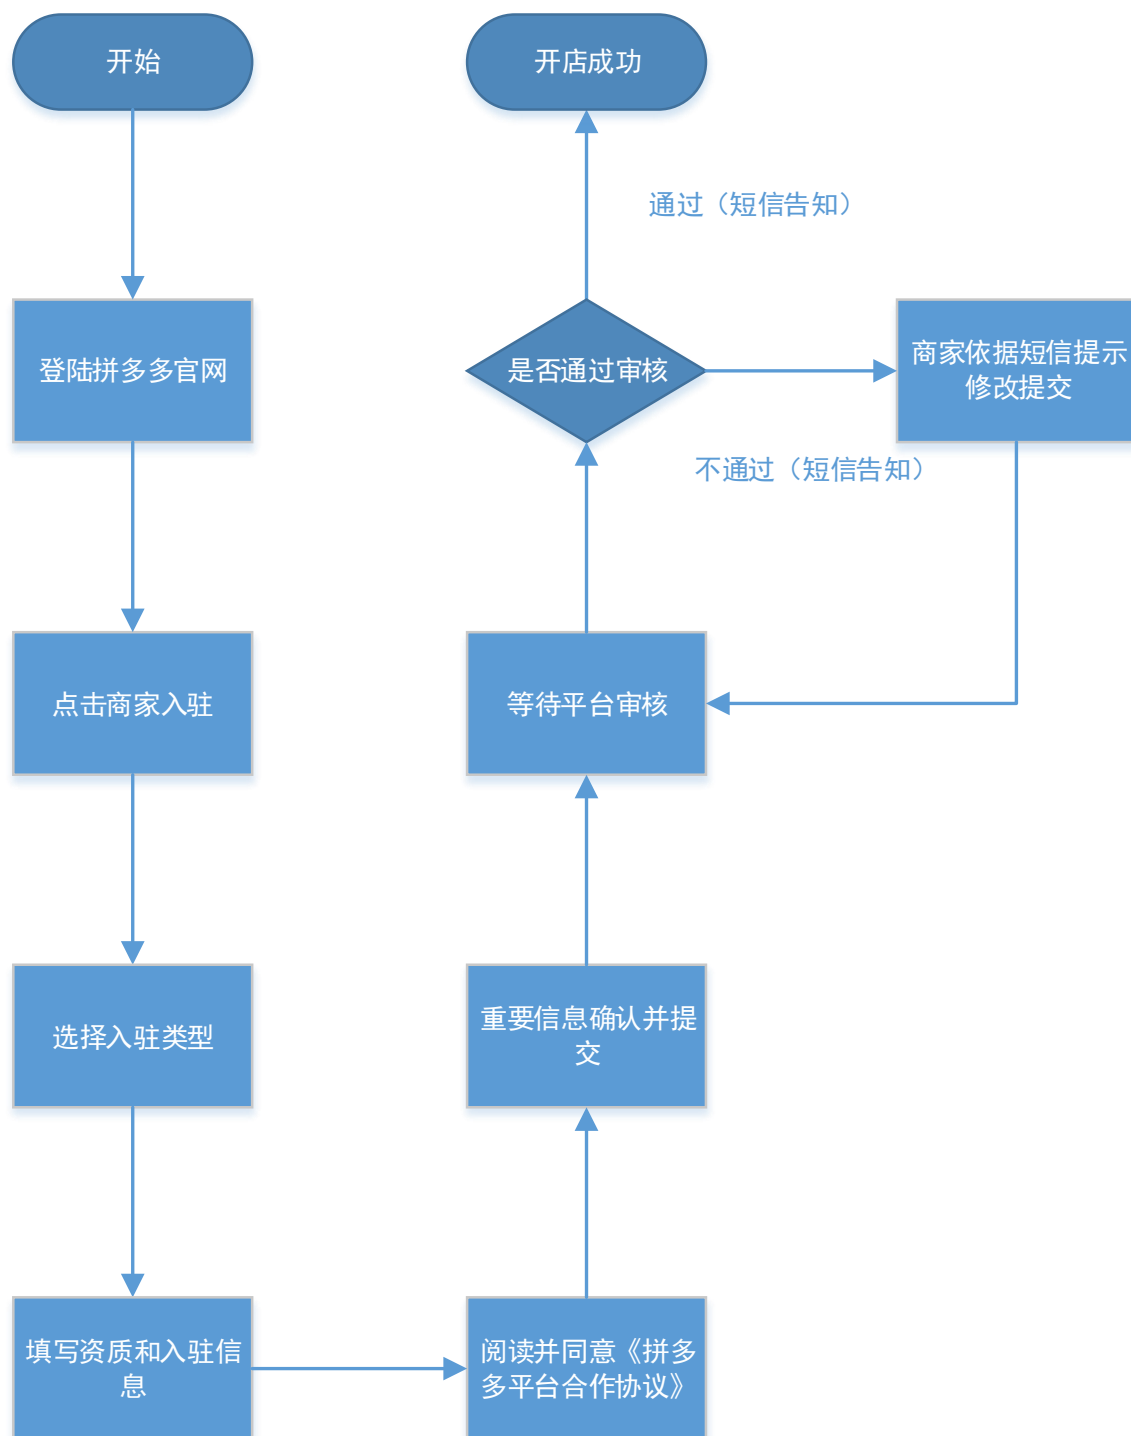 开始
登陆拼多多官网
点击商家入驻
选择入驻类型
填写资质和入驻信
息
阅读并同意《拼多
多平台合作协议》
重要信息确认并提
交
等待平台审核
是否通过审核
不通过（短信告知）
商家依据短信提示
修改提交
通过（短信告知）
开店成功